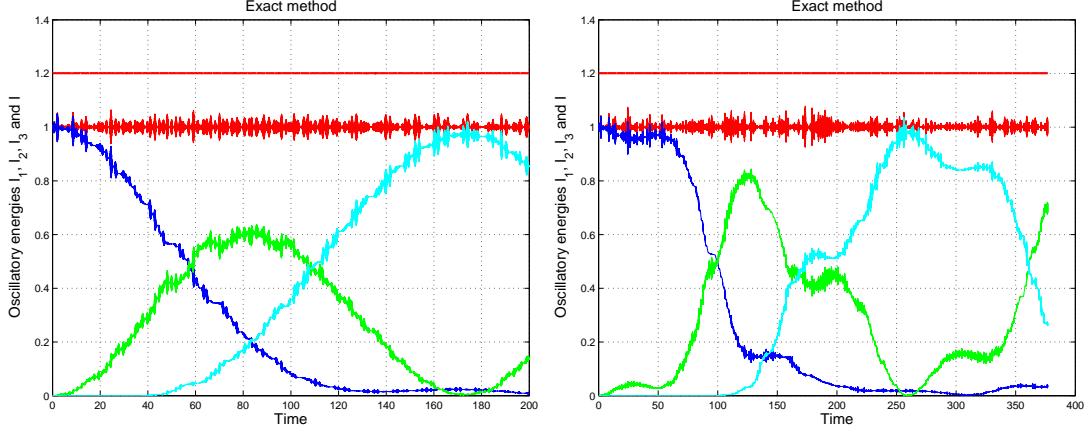 Exact method
Oscillatory energies I₁, I₂, I₃ and I
1.4
1.2
1
0.8
0.6
0.4
0.2
0
0 20 40 60 80 100 120 140 160 180 200
Time
Exact method
Oscillatory energies I₁, I₂, I₃ and I
1.4
1.2
1
0.8
0.6
0.4
0.2
0
0 50 100 150 200 250 300 350 400
Time